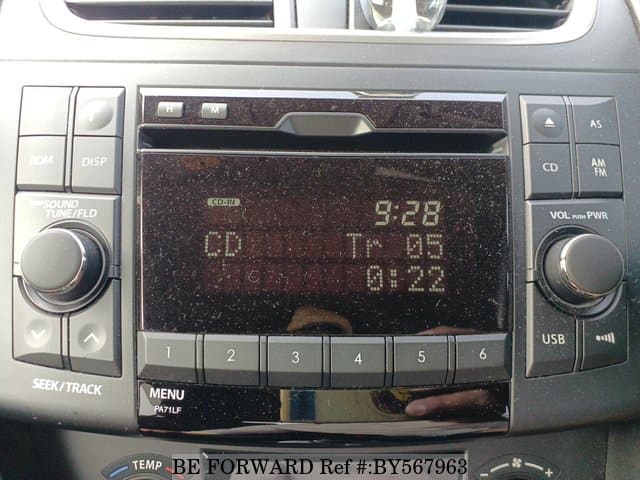 H M
RDM DISP
SOUND
TUNE/FLD
CD-IN
9:28
CD Tr 05
0:22
AS
CD AM
FM
VOL PUSH PWR
USB
1 2 3 4 5 6
SEEK/TRACK
MENU
PA71LF
TEMP
- +
BE FORWARD Ref #:BY567963